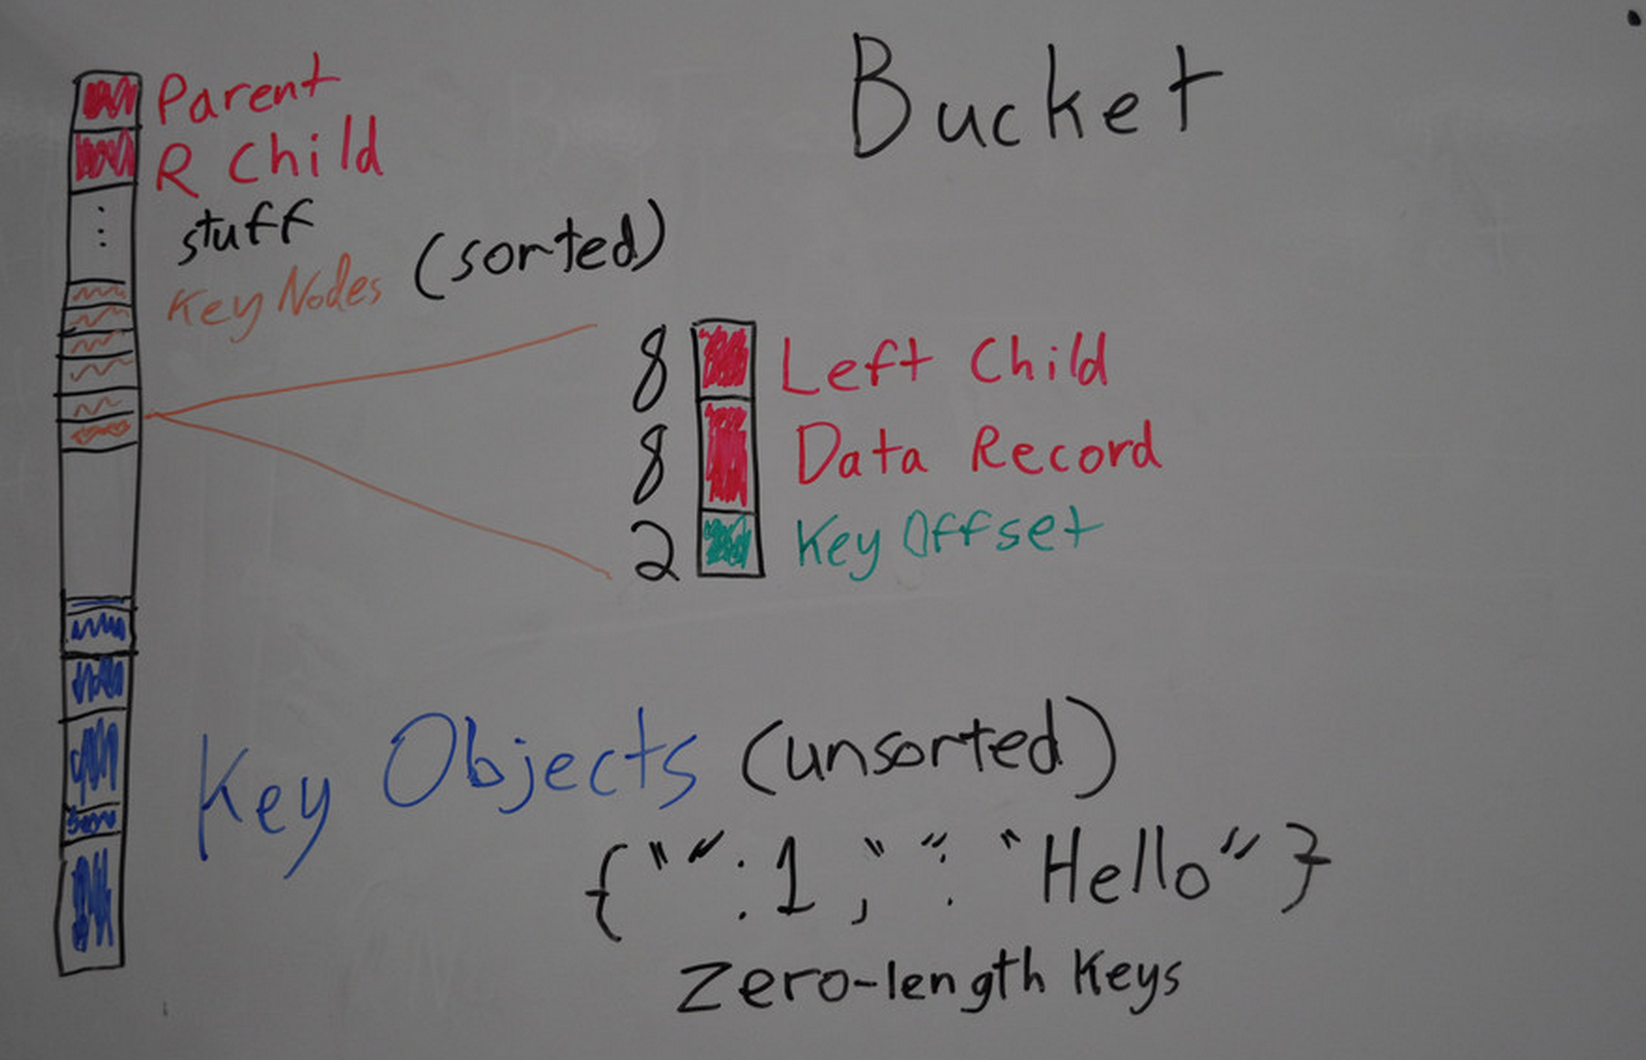 Bucket
Parent
R Child
stuff
Key Nodes (sorted)
8 Left Child
8 Data Record
2 Key Offset
Key Objects (unsorted)
{"" : 1, "" : "Hello"}
Zero-length Keys